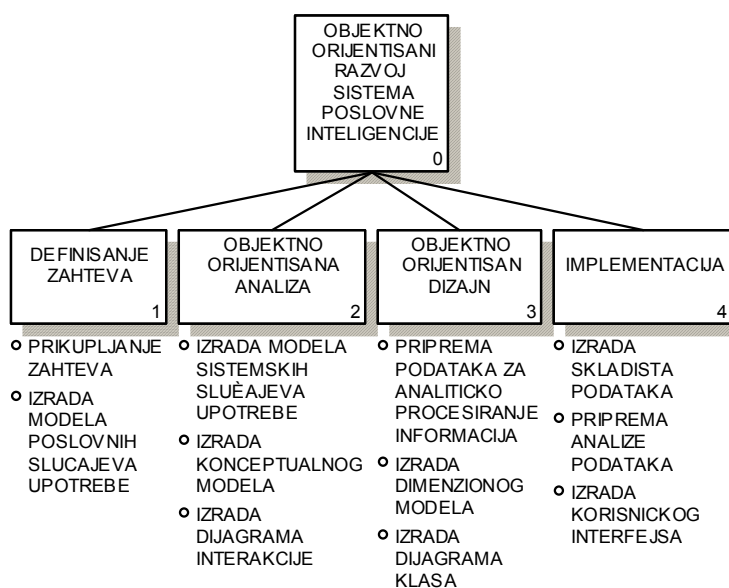 OBJEKTNO
ORIJENTISANI
RAZVOJ
SISTEMA
POSLOVNE
INTELIGENCIJE
0
DEFINISANJE
ZAHTEVA
1
OBJEKTNO
ORIJENTISANA
ANALIZA
2
OBJEKTNO
ORIJENTISAN
DIZAJN
3
IMPLEMENTACIJA
4
PRIKUPLJANJE
ZAHTEVA
IZRADA
MODELA
POSLOVNIH
SLUCAJEVA
UPOTREBE
IZRADA MODELA
SISTEMSKIH
SLUÈAJEVA
UPOTREBE
IZRADA
KONCEPTUALNOG
MODELA
IZRADA
DIJAGRAMA
INTERAKCIJE
PRIPREMA
PODATAKA ZA
ANALITICKO
PROCESIRANJE
INFORMACIJA
IZRADA
DIMENZIONOG
MODELA
IZRADA
DIJAGRAMA
KLASA
IZRADA
SKLADISTA
PODATAKA
PRIPREMA
ANALIZE
PODATAKA
IZRADA
KORISNICKOG
INTERFEJSA